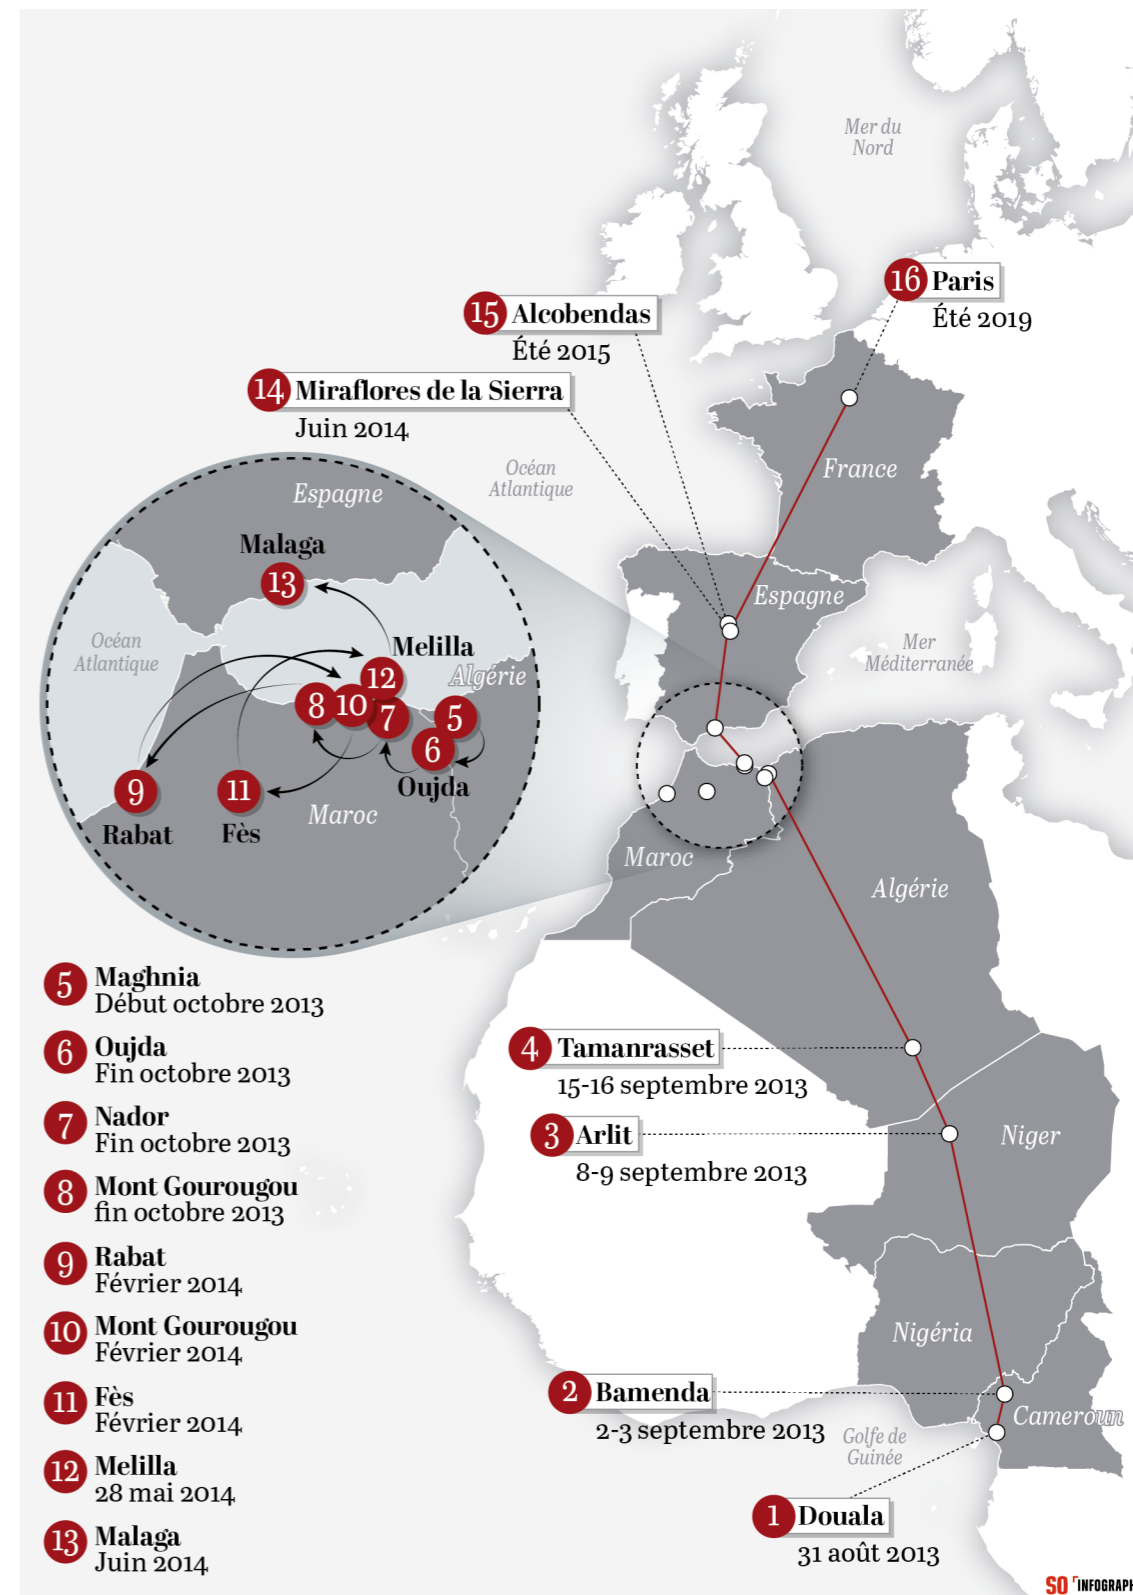 Mer du
Nord
16 Paris
Été 2019
15 Alcobendas
Été 2015
14 Miraflores de la Sierra
Juin 2014
Océan
Atlantique
France
Espagne
Mer
Méditerranée
Espagne
Malaga
13
Océan
Atlantique
Melilla
Algérie
12
8
10
7
5
6
Oujda
9
Rabat
11
Fès
Maroc
Maroc
Algérie
5 Maghnia
Début octobre 2013
6 Oujda
Fin octobre 2013
7 Nador
Fin octobre 2013
8 Mont Gourougou
fin octobre 2013
9 Rabat
Février 2014
10 Mont Gourougou
Février 2014
11 Fès
Février 2014
12 Melilla
28 mai 2014
13 Malaga
Juin 2014
4 Tamanrasset
15-16 septembre 2013
3 Arlit
8-9 septembre 2013
Niger
Nigéria
2 Bamenda
2-3 septembre 2013
Cameroun
Golfe de
Guinée
1 Douala
31 août 2013
SO INFOGRAPH